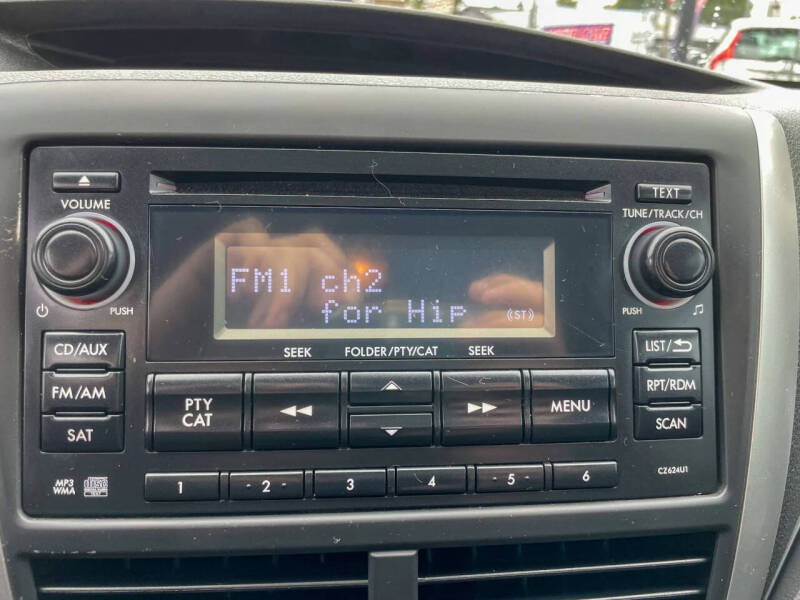 VOLUME
TEXT
TUNE/TRACK/CH
FM1 ch2
for Hip
((ST))
PUSH
PUSH
SEEK
FOLDER/PTY/CAT
SEEK
CD/AUX
LIST/
FM/AM
PTY
CAT
MENU
RPT/RDM
SAT
SCAN
MP3
WMA
1
2
3
4
5
6
CZ624U1